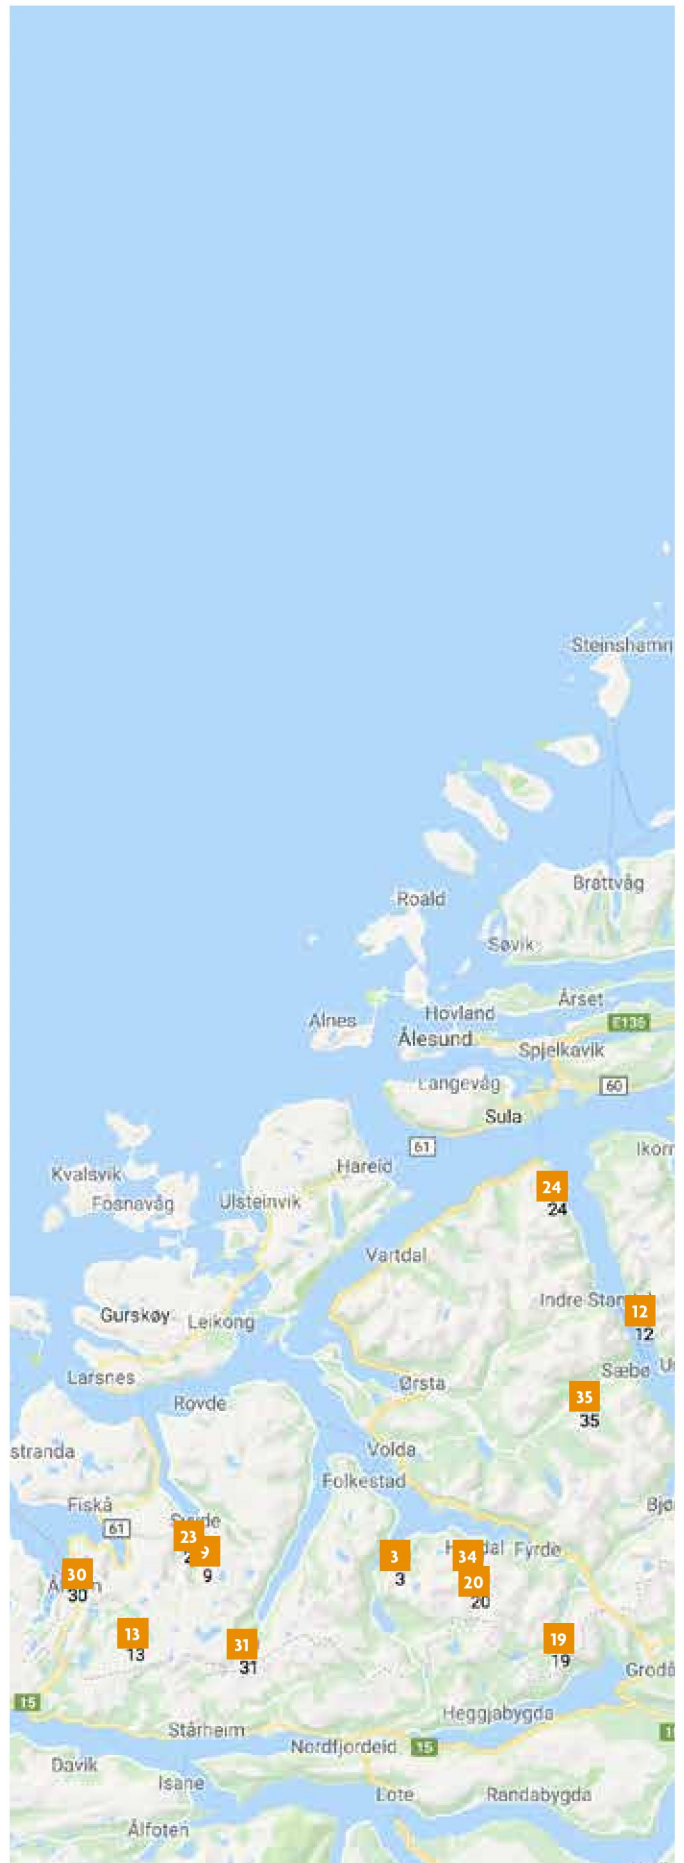 Steinshamn
Brattvåg
Roald
Søvik
Årset
Hovland
Alnes
E136
Ålesund
Spjelkavik
Langevåg
60
Sula
61
Hareid
Kvalsvik
24
Fosnavåg
Ulsteinvik
24
Vartdal
Indre Stan
12
Gurskøy
Leikong
12
Sæbø
Larsnes
Ørsta
35
Rovde
35
Volda
stranda
Folkestad
Fiskå
61
23
9
3
34
Fyrde
30
9
3
20
30
20
13
31
19
13
31
19
15
Heggjabygda
Stårheim
Nordfjordeid
15
Davik
Isane
Lote
Randabygda
Ålfoten